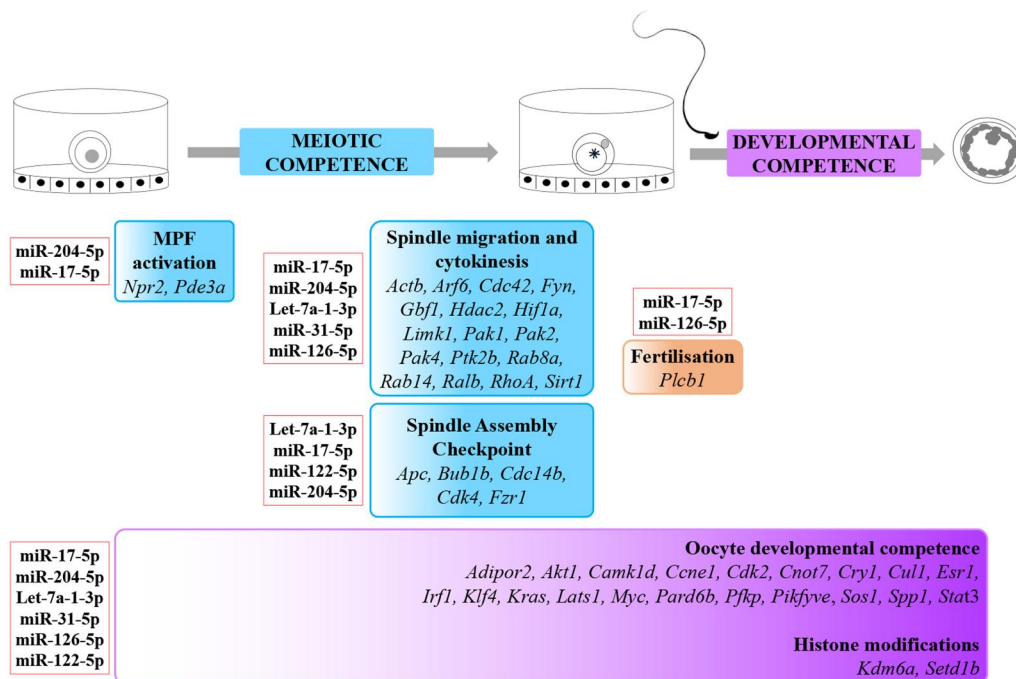 MEIOTIC
COMPETENCE
DEVELOPMENTAL
COMPETENCE
miR-204-5p
miR-17-5p
MPF
activation
Npr2, Pde3a
miR-17-5p
miR-204-5p
Let-7a-1-3p
miR-31-5p
miR-126-5p
Spindle migration and
cytokinesis
Actb, Arf6, Cdc42, Fyn,
Gbf1, Hdac2, Hif1a,
Limk1, Pak1, Pak2,
Pak4, Ptk2b, Rab8a,
Rab14, Ralb, RhoA, Sirt1
miR-17-5p
miR-126-5p
Fertilisation
Plcb1
Let-7a-1-3p
miR-17-5p
miR-122-5p
miR-204-5p
Spindle Assembly
Checkpoint
Apc, Bub1b, Cdc14b,
Cdk4, Fzr1
miR-17-5p
miR-204-5p
Let-7a-1-3p
miR-31-5p
miR-126-5p
miR-122-5p
Oocyte developmental competence
Adipor2, Akt1, Camk1d, Ccne1, Cdk2, Cnot7, Cry1, Cul1, Esr1,
Irf1, Klf4, Kras, Lats1, Myc, Pard6b, Pfkp, Pikfyve, Sos1, Spp1, Stat3
Histone modifications
Kdm6a, Setd1b